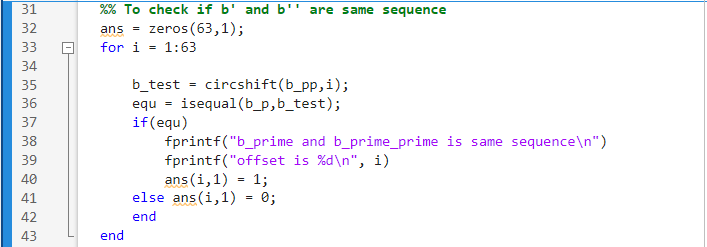 31 %% To check if b' and b'' are same sequence
32 ans = zeros(63,1);
33 for i = 1:63
34
35 b_test = circshift(b_pp,i);
36 equ = isequal(b_p,b_test);
37 if(equ)
38 fprintf("b_prime and b_prime_prime is same sequence\n")
39 fprintf("offset is %d\n", i)
40 ans(i,1) = 1;
41 else ans(i,1) = 0;
42 end
43 end